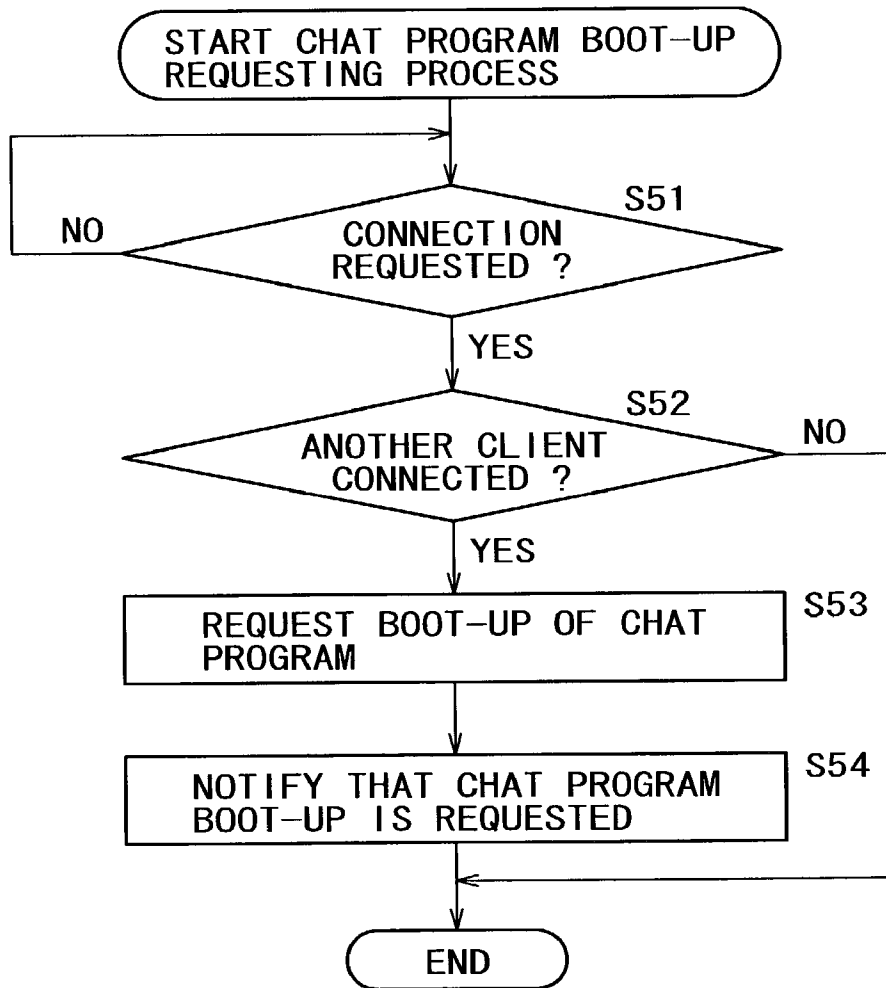 START CHAT PROGRAM BOOT-UP
REQUESTING PROCESS
S51
NO
CONNECTION
REQUESTED ?
YES
S52
NO
ANOTHER CLIENT
CONNECTED ?
YES
S53
REQUEST BOOT-UP OF CHAT
PROGRAM
S54
NOTIFY THAT CHAT PROGRAM
BOOT-UP IS REQUESTED
END